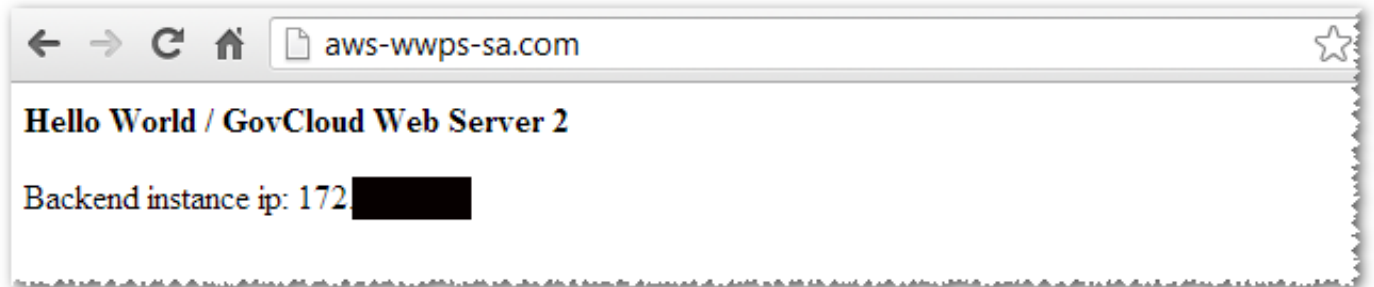 aws-wwps-sa.com
Hello World / GovCloud Web Server 2
Backend instance ip: 172.